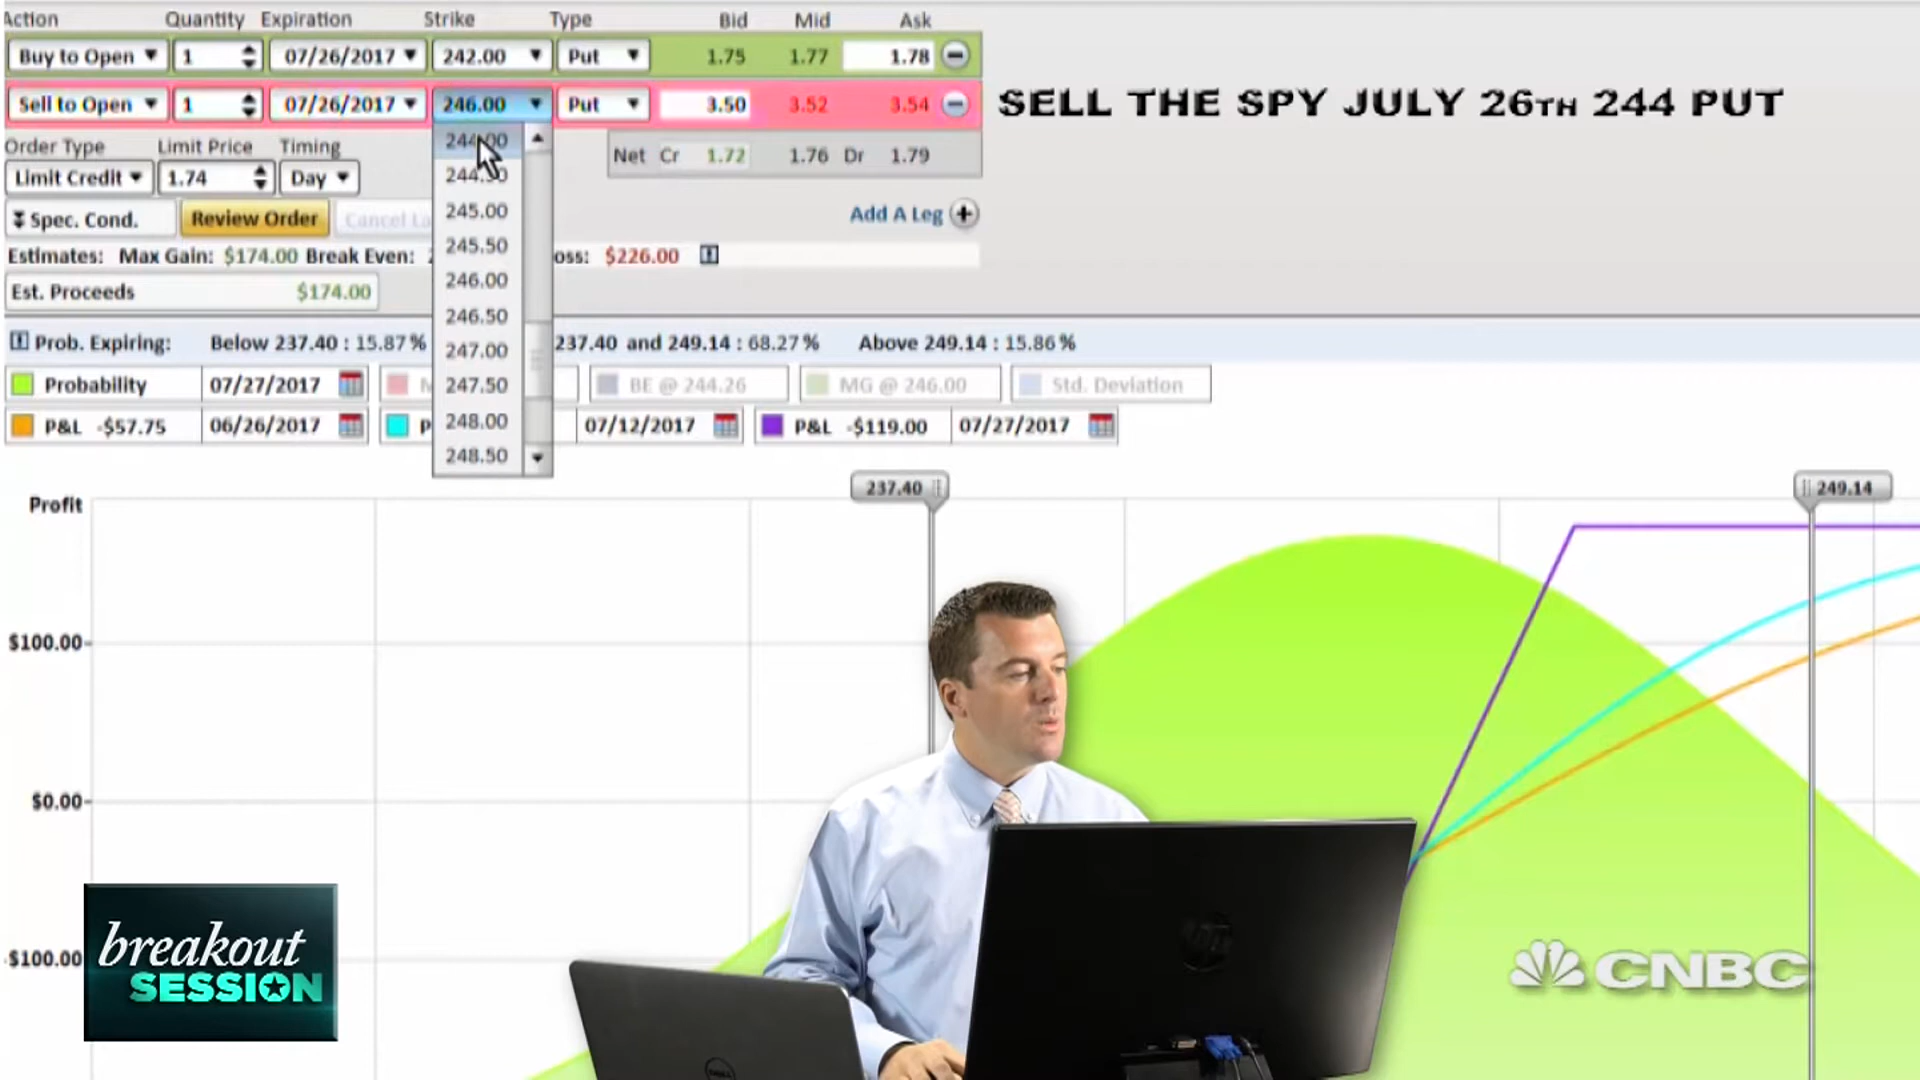 Action Quantity Expiration Strike Type Bid Mid Ask
Buy to Open 1 07/26/2017 242.00 Put 1.75 1.77 1.78
Sell to Open 1 07/26/2017 246.00 Put 3.50 3.52 3.54
SELL THE SPY JULY 26TH 244 PUT
Order Type Limit Price Timing
Limit Credit 1.74 Day
Net Cr 1.72 1.76 Dr 1.79
Spec. Cond. Review Order Cancel
Add A Leg
Estimates: Max Gain: $174.00 Break Even: oss: $226.00
Est. Proceeds $174.00
244.00
244.50
245.00
245.50
246.00
246.50
247.00
247.50
248.00
248.50
Prob. Expiring: Below 237.40 : 15.87% 237.40 and 249.14 : 68.27% Above 249.14 : 15.86%
Probability 07/27/2017 BE @ 244.26 MG @ 246.00 Std. Deviation
P&L -$57.75 06/26/2017 P 07/12/2017 P&L -$119.00 07/27/2017
237.40 249.14
Profit
$100.00
$0.00
-$100.00
breakout
SESSION
CNBC
DELL